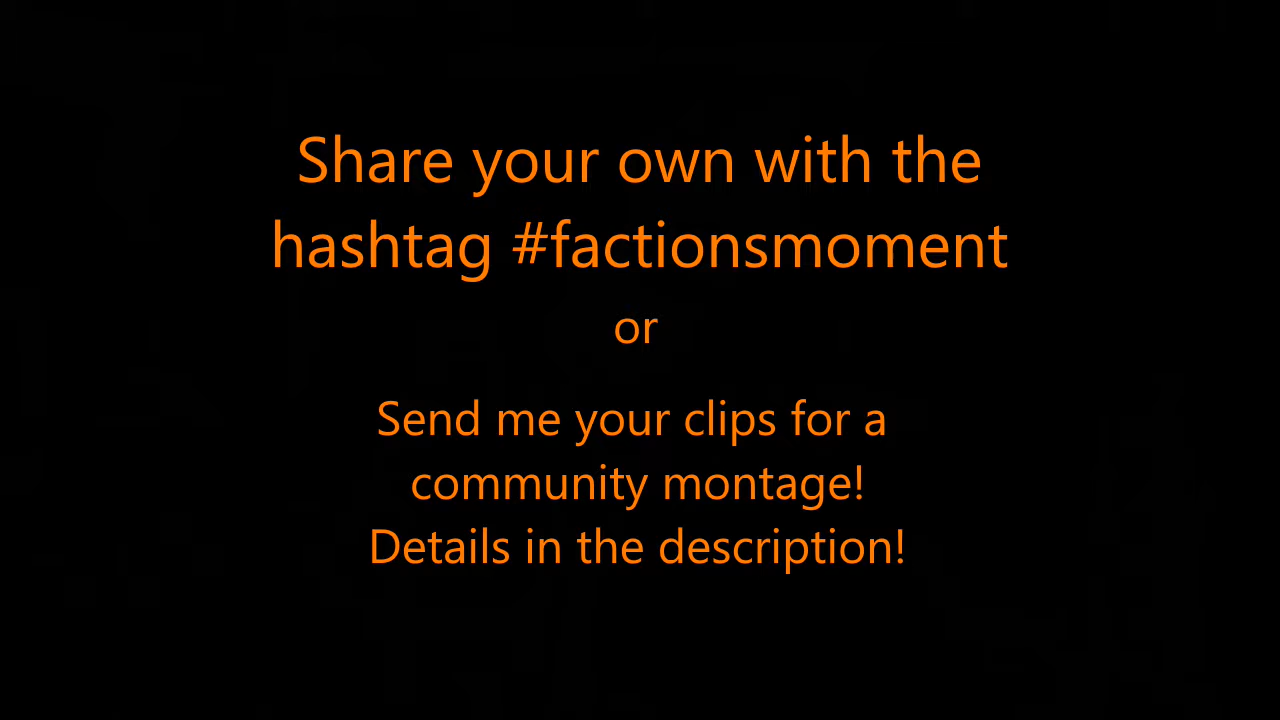 Share your own with the
hashtag #factionsmoment
or
Send me your clips for a
community montage!
Details in the description!